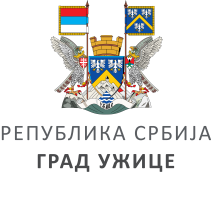 РЕПУБЛИКА СРБИЈА
ГРАД УЖИЦЕ